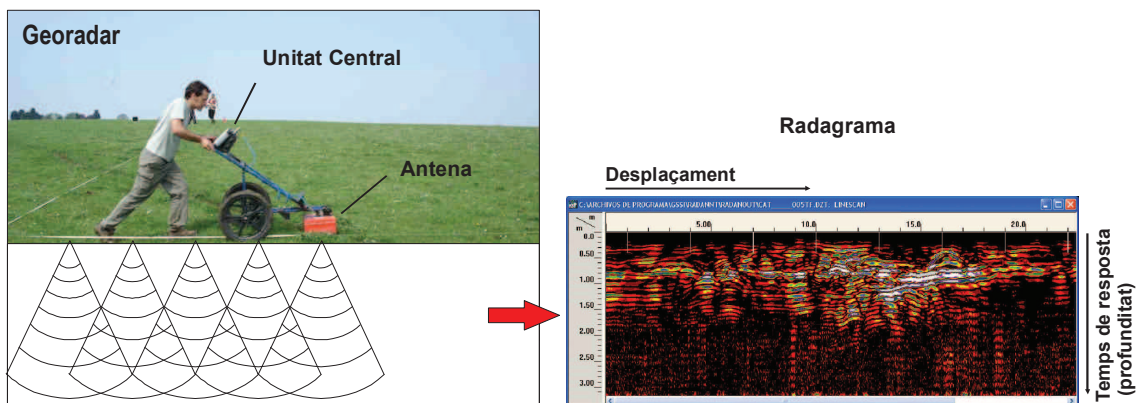 Georadar
Unitat Central
Antena
Radagrama
Desplaçament
m
m
5.00
10.0
15.0
20.0
0.0
0.50
1.00
1.50
2.00
2.50
3.00
Temps de resposta
(profunditat)